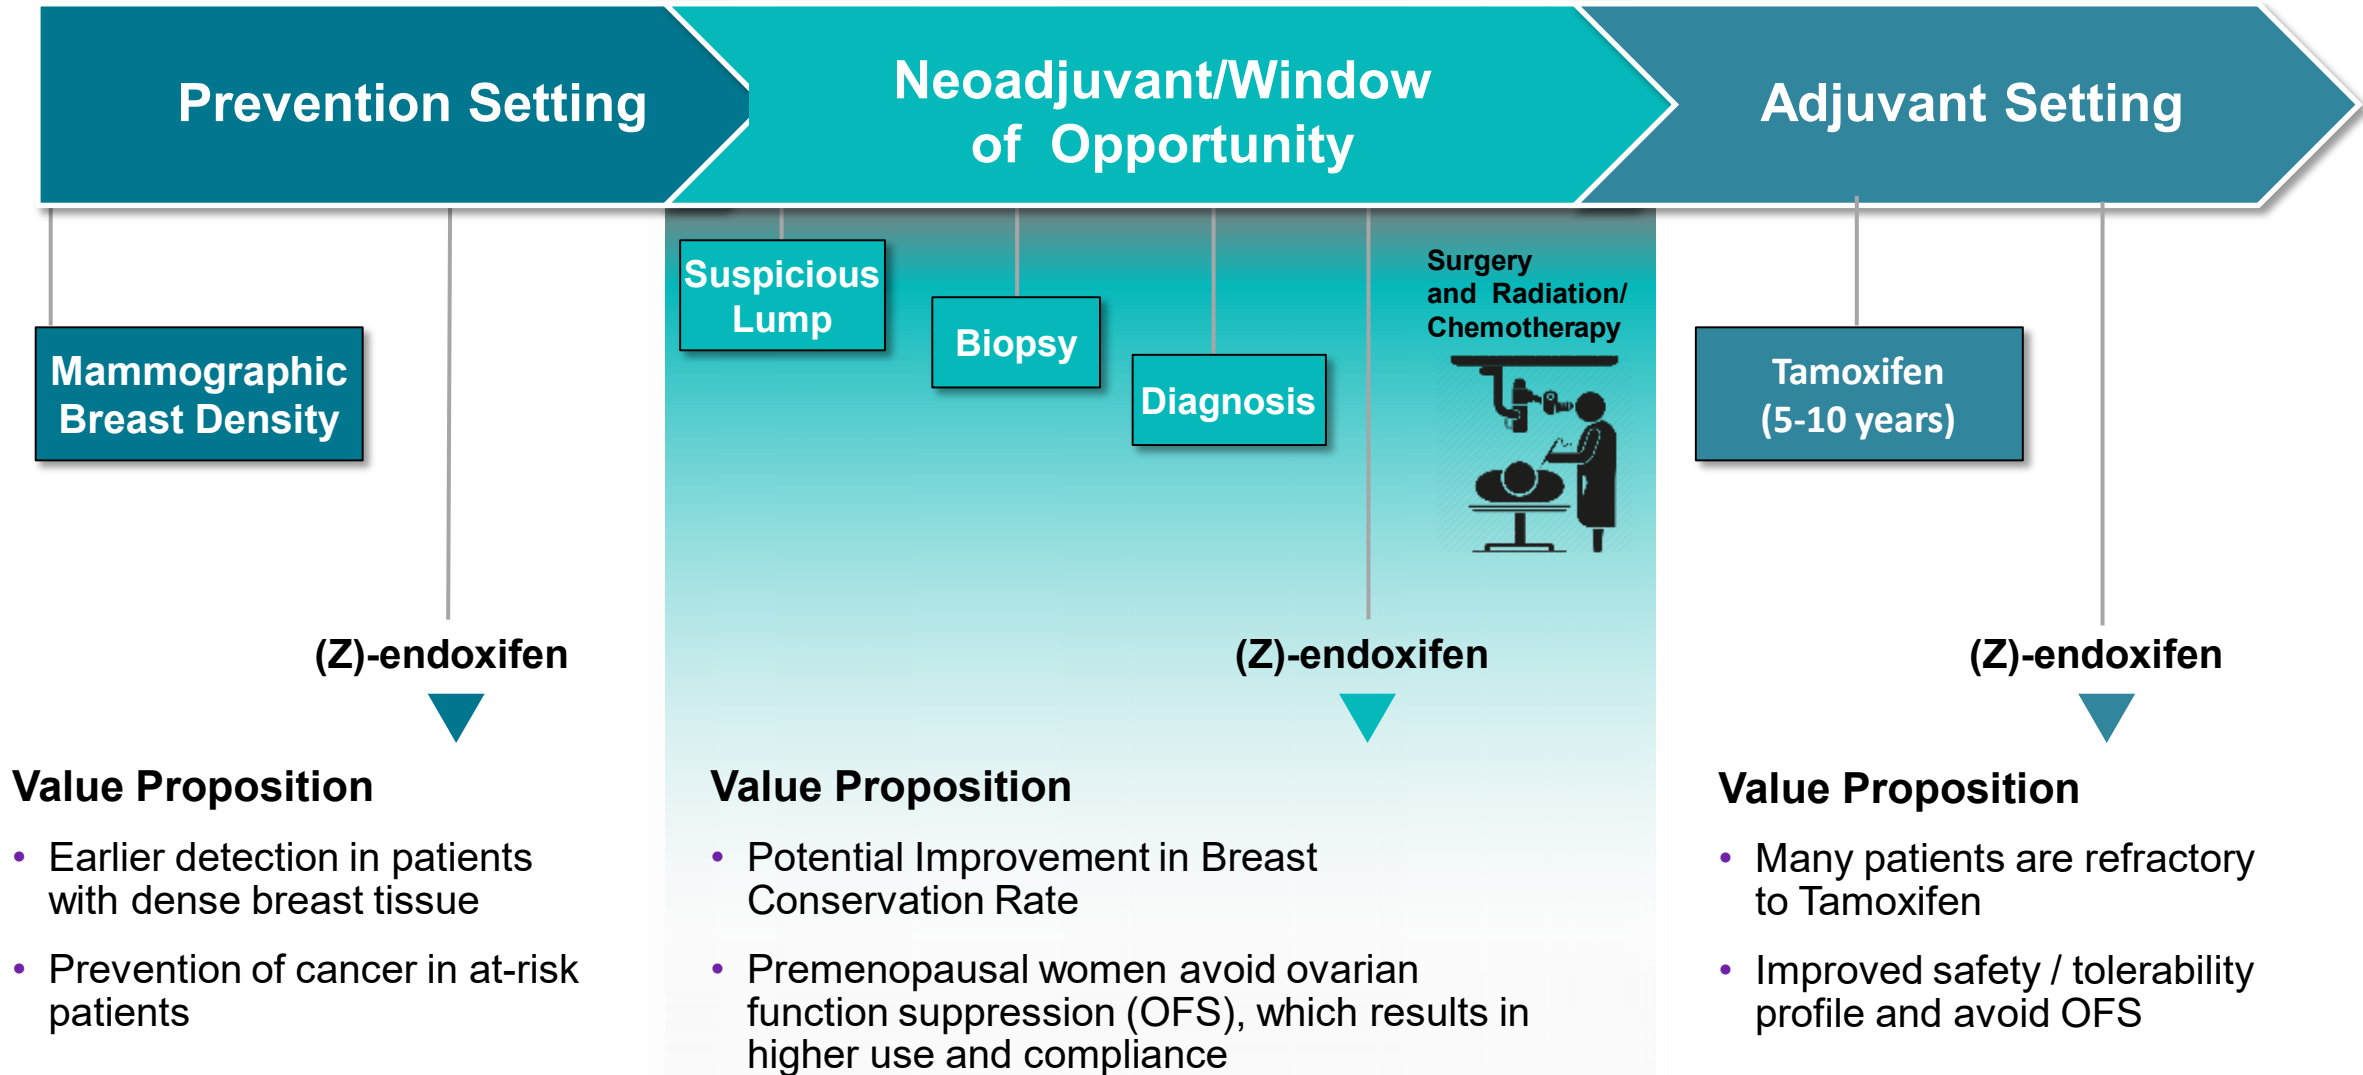 Prevention Setting
Neoadjuvant/Window
of Opportunity
Adjuvant Setting
Mammographic
Breast Density
Suspicious
Lump
Biopsy
Diagnosis
Surgery
and Radiation/
Chemotherapy
Tamoxifen
(5-10 years)
(Z)-endoxifen
(Z)-endoxifen
(Z)-endoxifen
Value Proposition
• Earlier detection in patients
with dense breast tissue
• Prevention of cancer in at-risk
patients
Value Proposition
• Potential Improvement in Breast
Conservation Rate
• Premenopausal women avoid ovarian
function suppression (OFS), which results in
higher use and compliance
Value Proposition
• Many patients are refractory
to Tamoxifen
• Improved safety / tolerability
profile and avoid OFS